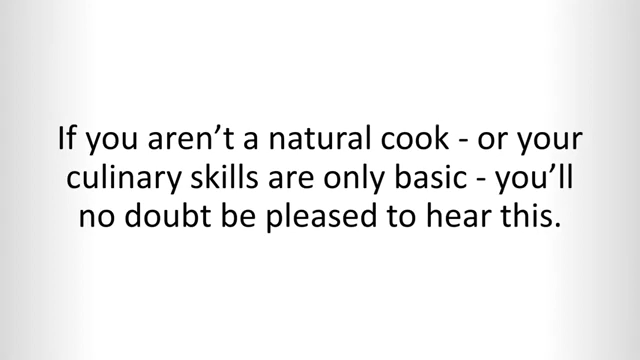 If you aren’t a natural cook - or your
culinary skills are only basic - you’ll
no doubt be pleased to hear this.